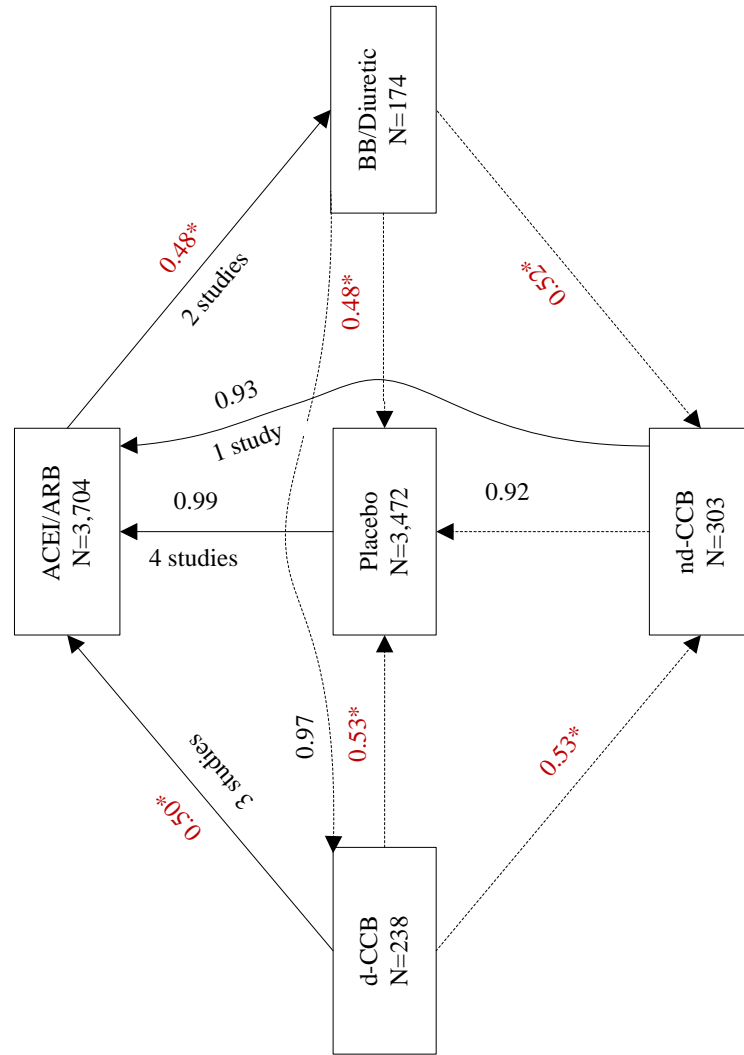 BB/Diuretic
N=174
0.48*
2 studies
0.48*
0.52*
ACEI/ARB
N=3,704
0.93
1 study
0.99
4 studies
Placebo
N=3,472
0.92
nd-CCB
N=303
0.50*
3 studies
0.97
0.53*
0.53*
d-CCB
N=238